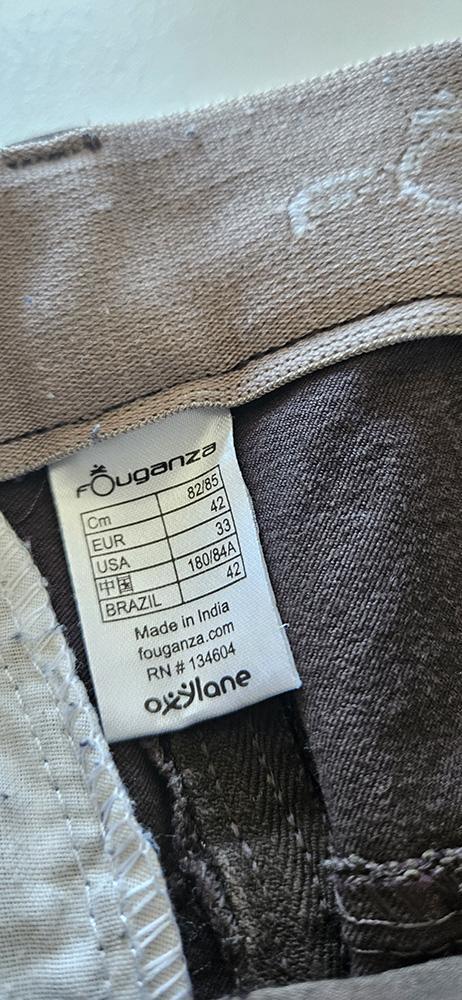 FOuganza
Cm 82/85
EUR 42
USA 33
中国 180/84A
BRAZIL 42
Made in India
fouganza.com
RN # 134604
oxylane